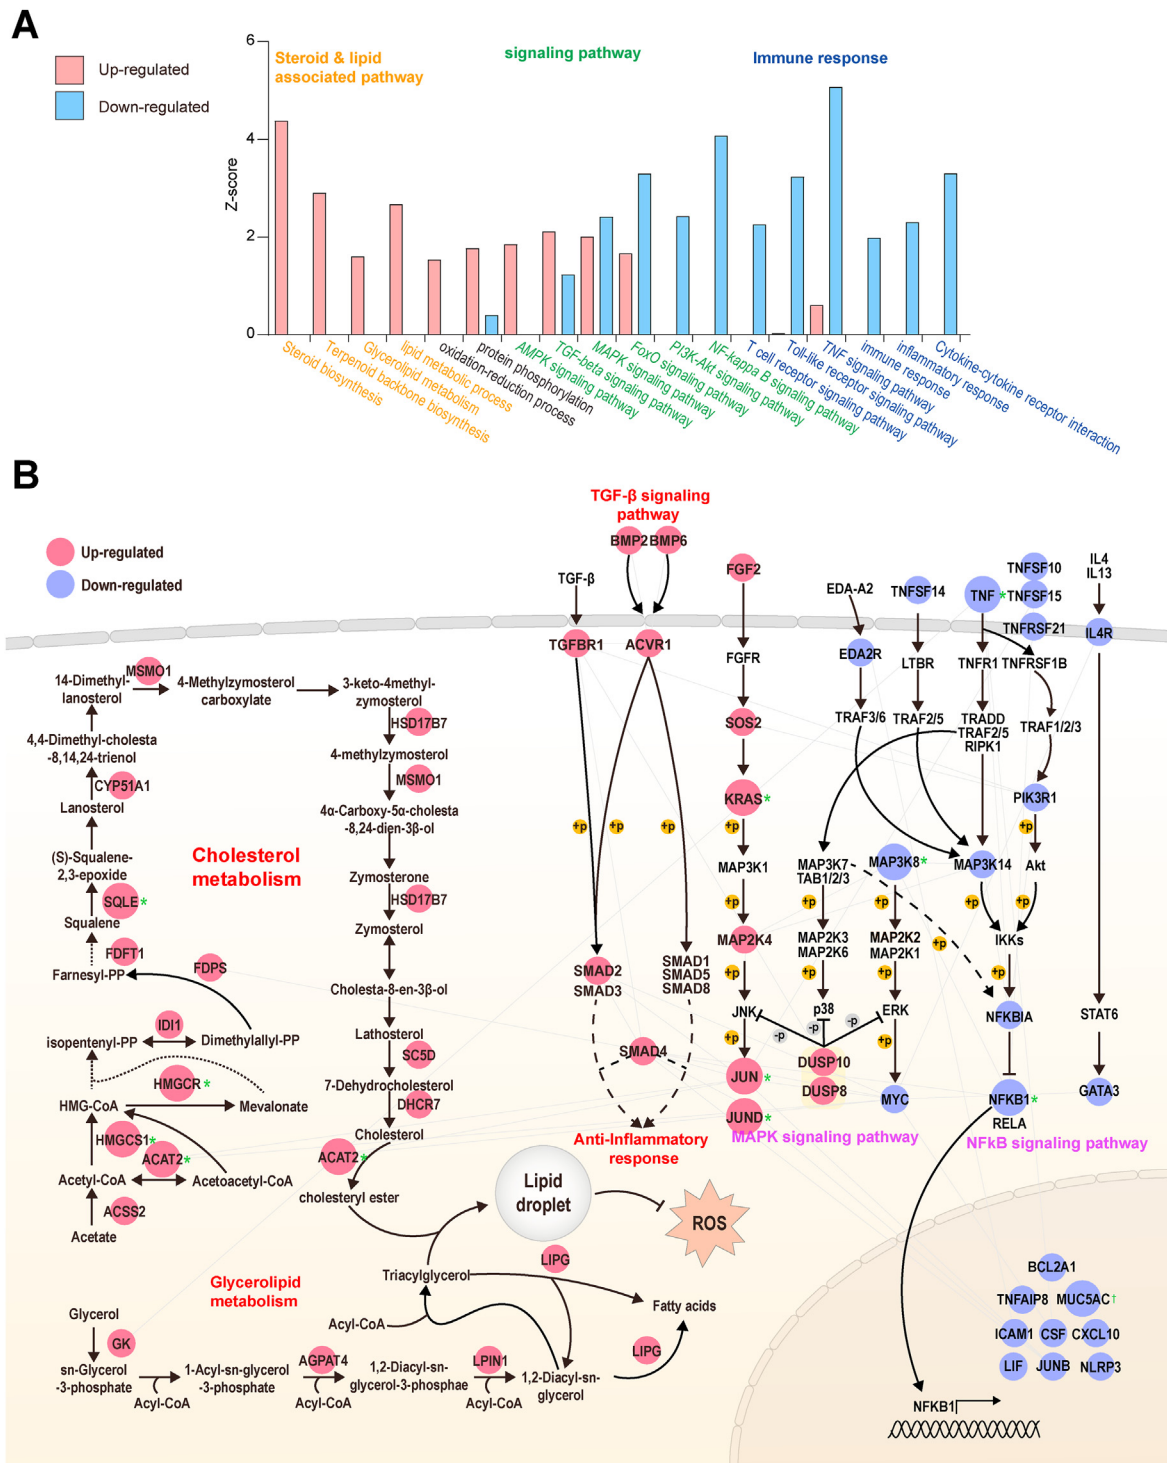 A
Up-regulated
Down-regulated
Z-score
6
4
2
0
Steroid & lipid
associated pathway
signaling pathway
Immune response
Steroid biosynthesis
Terpenoid backbone biosynthesis
Glycerolipid metabolism
lipid metabolic process
oxidation-reduction process
protein phosphorylation
AMPK signaling pathway
TGF-beta signaling pathway
MAPK signaling pathway
FoxO signaling pathway
PI3K-Akt signaling pathway
NF-kappa B signaling pathway
T cell receptor signaling pathway
Toll-like receptor signaling pathway
TNF signaling pathway
immune response
inflammatory response
Cytokine-cytokine receptor interaction
B
Up-regulated
Down-regulated
TGF-β signaling
pathway
BMP2
BMP6
TGF-β
TGFBR1
ACVR1
+p
+p
+p
SMAD2
SMAD3
SMAD1
SMAD5
SMAD8
SMAD4
Anti-Inflammatory
response
FGF2
FGFR
SOS2
KRAS*
+p
MAP3K1
+p
MAP2K4
+p
JNK
+p
JUN *
JUND*
MAPK signaling pathway
EDA-A2
EDA2R
TRAF3/6
TNFSF14
LTBR
TRAF2/5
TNF *
TNFR1
TRADD
TRAF2/5
RIPK1
TNFSF10
TNFSF15
TNFRSF21
TNFRSF1B
TRAF1/2/3
PIK3R1
+p
Akt
IL4
IL13
IL4R
STAT6
GATA3
MAP3K7
TAB1/2/3
+p
MAP2K3
MAP2K6
+p
p38
MAP3K8*
+p
MAP2K2
MAP2K1
+p
ERK
+p
MYC
-p
-p
-p
DUSP10
DUSP8
MAP3K14
+p
+p
IKKs
+p
+p
NFKBIA
NFKB1*
RELA
NFkB signaling pathway
Cholesterol
metabolism
MSMO1
14-Dimethyl-
lanosterol
4-Methylzymosterol
carboxylate
3-keto-4methyl-
zymosterol
HSD17B7
4-methylzymosterol
MSMO1
4α-Carboxy-5α-cholesta
-8,24-dien-3β-ol
Zymosterone
HSD17B7
Zymosterol
Cholesta-8-en-3β-ol
Lathosterol
SC5D
7-Dehydrocholesterol
DHCR7
Cholesterol
ACAT2*
cholesteryl ester
4,4-Dimethyl-cholesta
-8,14,24-trienol
CYP51A1
Lanosterol
(S)-Squalene-
2,3-epoxide
SQLE *
Squalene
FDFT1
Farnesyl-PP
FDPS
IDI1
isopentenyl-PP
Dimethylallyl-PP
HMGCR *
HMG-CoA
Mevalonate
HMGCS1*
ACAT2*
Acetyl-CoA
Acetoacetyl-CoA
ACSS2
Acetate
Lipid
droplet
ROS
Glycerolipid
metabolism
Triacylglycerol
LIPG
Fatty acids
Acyl-CoA
Glycerol
GK
sn-Glycerol
-3-phosphate
Acyl-CoA
1-Acyl-sn-glycerol
-3-phosphate
AGPAT4
Acyl-CoA
1,2-Diacyl-sn-
glycerol-3-phosphae
LPIN1
Acyl-CoA
1,2-Diacyl-sn-
glycerol
LIPG
BCL2A1
TNFAIP8
MUC5AC†
ICAM1
CSF
CXCL10
LIF
JUNB
NLRP3
NFKB1